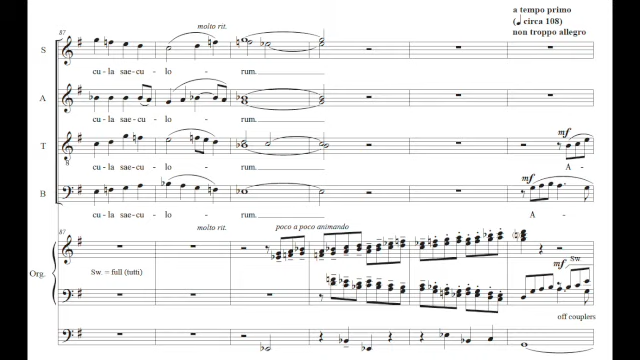 a tempo primo
(♩ circa 108)
non troppo allegro
87
molto rit.
S
cu - la sae - cu - lo - rum.
A
cu - la sae - cu - lo - rum.
mf
T
8
cu - la sae - cu - lo - rum. A -
mf
B
cu - la sae - cu - lo - rum. A -
87
molto rit.
poco a poco animando
Org.
Sw. = full (tutti)
Sw.
mf
off couplers